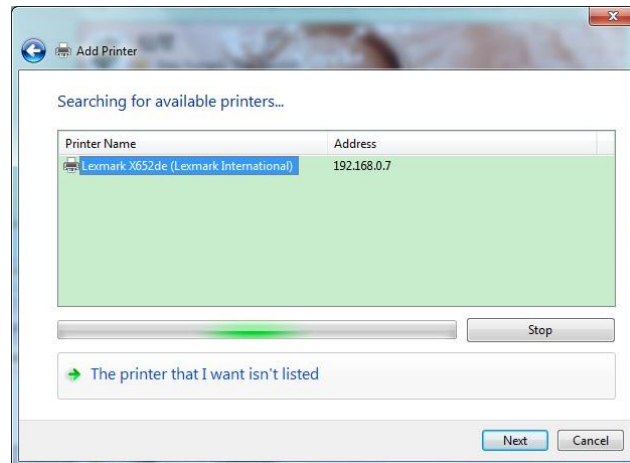 Add Printer
Searching for available printers...
Printer Name Address
Lexmark X652de (Lexmark International) 192.168.0.7
Stop
The printer that I want isn't listed
Next Cancel